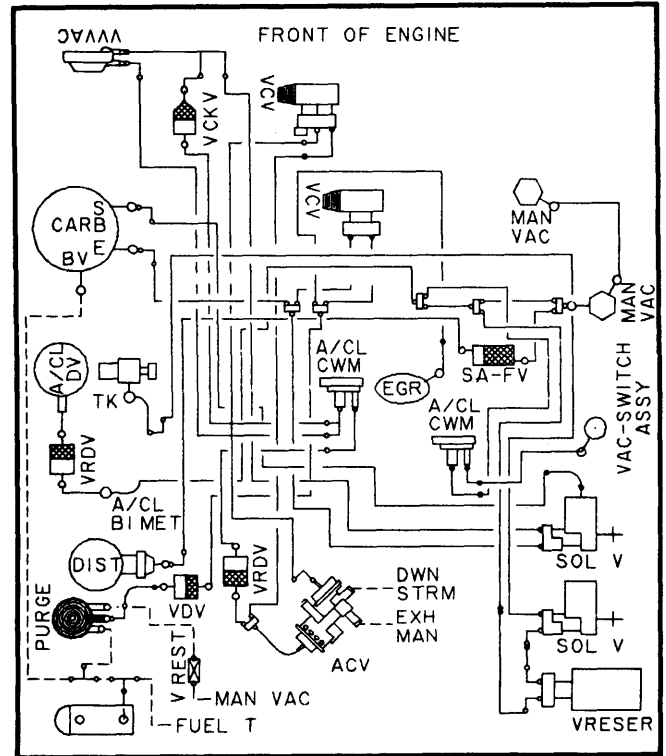 FRONT OF ENGINE
VVVAC
VCKV
VCV
VCV
CARB
S
E
BV
MAN
VAC
MAN
VAC
A/CL
DV
TK
A/CL
CWM
EGR
SA-FV
A/CL
CWM
VAC-SWITCH
ASSY
VRDV
A/CL
BIMET
SOL V
DIST
VDV
VRDV
DWN
STRM
EXH
MAN
ACV
PURGE
SOL V
V REST
MAN VAC
FUEL T
VRESER